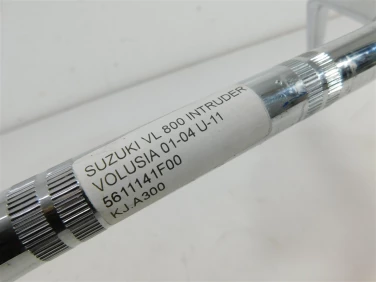 SUZUKI VL 800 INTRUDER
VOLUSIA 01-04 U-11
5611141F00
KJ.A300